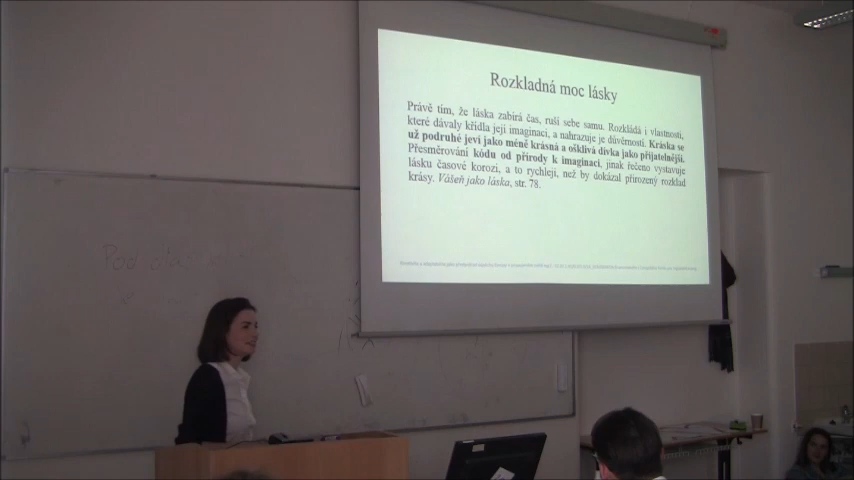 Rozkladná moc lásky
Právě tím, že láska zabírá čas, ruší sebe samu. Rozkládá i vlastnosti,
které dávaly křídla její imaginaci, a nahrazuje je důvěrností. Kráska se
už podruhé jeví jako méně krásná a ošklivá dívka jako přijatelnější.
Přesměrování kódu od přírody k imaginaci, jinak řečeno vystavuje
lásku časové korozi, a to rychleji, než by dokázal přirozený rozklad
krásy. Vášeň jako láska, str. 78.
Pod